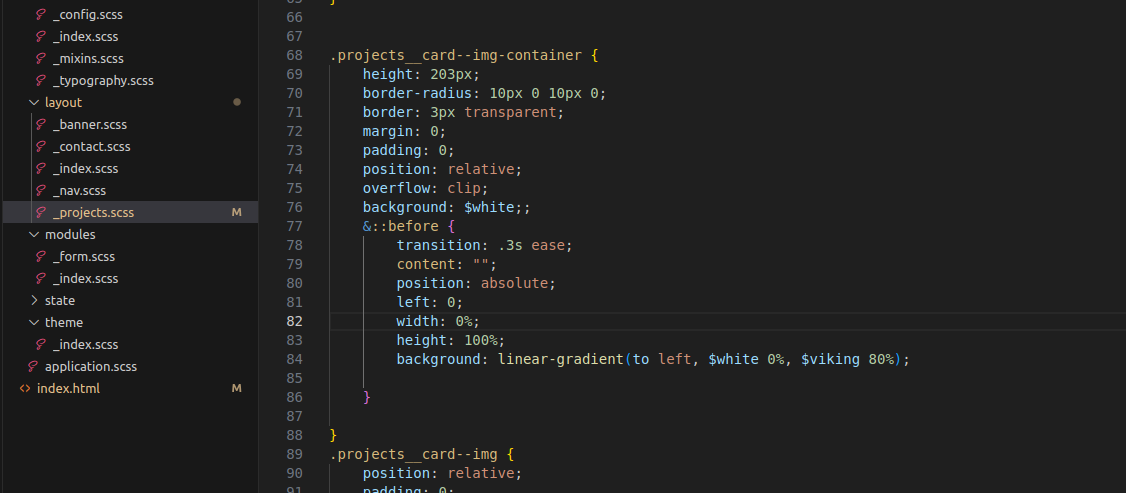 _config.scss
_index.scss
_mixins.scss
_typography.scss
layout
_banner.scss
_contact.scss
_index.scss
_nav.scss
_projects.scss M
modules
_form.scss
_index.scss
state
theme
_index.scss
application.scss
index.html M
65 }
66
67
68 .projects__card--img-container {
69 height: 203px;
70 border-radius: 10px 0 10px 0;
71 border: 3px transparent;
72 margin: 0;
73 padding: 0;
74 position: relative;
75 overflow: clip;
76 background: $white;;
77 &::before {
78 transition: .3s ease;
79 content: "";
80 position: absolute;
81 left: 0;
82 width: 0%;
83 height: 100%;
84 background: linear-gradient(to left, $white 0%, $viking 80%);
85
86 }
87
88 }
89 .projects__card--img {
90 position: relative;
91 padding: 0;